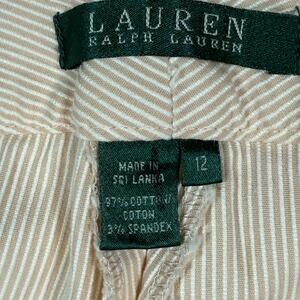 LAUREN
RALPH LAUREN
MADE IN
SRI LANKA
12
97% COTTON/
COTON
3% SPANDEX